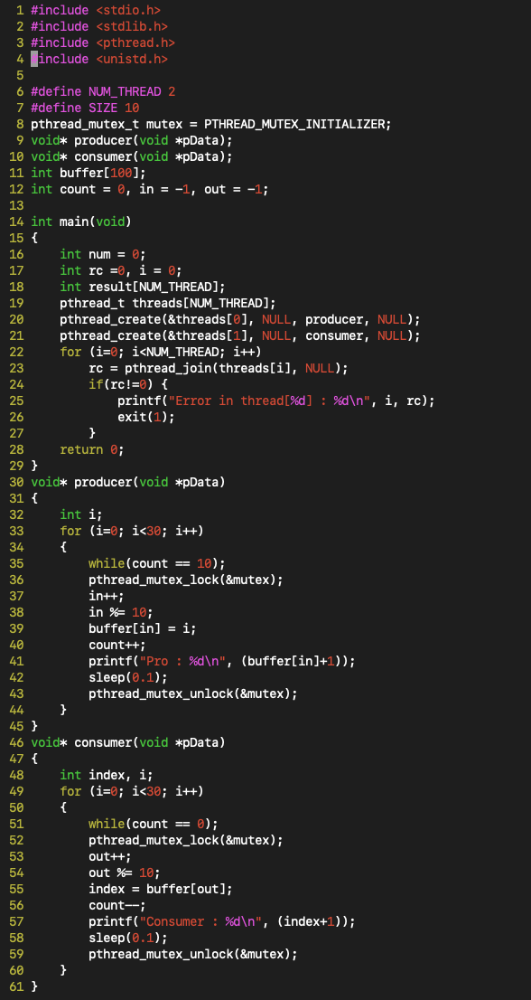 1 #include <stdio.h>
2 #include <stdlib.h>
3 #include <pthread.h>
4 #include <unistd.h>
5
6 #define NUM_THREAD 2
7 #define SIZE 10
8 pthread_mutex_t mutex = PTHREAD_MUTEX_INITIALIZER;
9 void* producer(void *pData);
10 void* consumer(void *pData);
11 int buffer[100];
12 int count = 0, in = -1, out = -1;
13
14 int main(void)
15 {
16     int num = 0;
17     int rc =0, i = 0;
18     int result[NUM_THREAD];
19     pthread_t threads[NUM_THREAD];
20     pthread_create(&threads[0], NULL, producer, NULL);
21     pthread_create(&threads[1], NULL, consumer, NULL);
22     for (i=0; i<NUM_THREAD; i++)
23         rc = pthread_join(threads[i], NULL);
24         if(rc!=0) {
25             printf("Error in thread[%d] : %d\n", i, rc);
26             exit(1);
27         }
28     return 0;
29 }
30 void* producer(void *pData)
31 {
32     int i;
33     for (i=0; i<30; i++)
34     {
35         while(count == 10);
36         pthread_mutex_lock(&mutex);
37         in++;
38         in %= 10;
39         buffer[in] = i;
40         count++;
41         printf("Pro : %d\n", (buffer[in]+1));
42         sleep(0.1);
43         pthread_mutex_unlock(&mutex);
44     }
45 }
46 void* consumer(void *pData)
47 {
48     int index, i;
49     for (i=0; i<30; i++)
50     {
51         while(count == 0);
52         pthread_mutex_lock(&mutex);
53         out++;
54         out %= 10;
55         index = buffer[out];
56         count--;
57         printf("Consumer : %d\n", (index+1));
58         sleep(0.1);
59         pthread_mutex_unlock(&mutex);
60     }
61 }